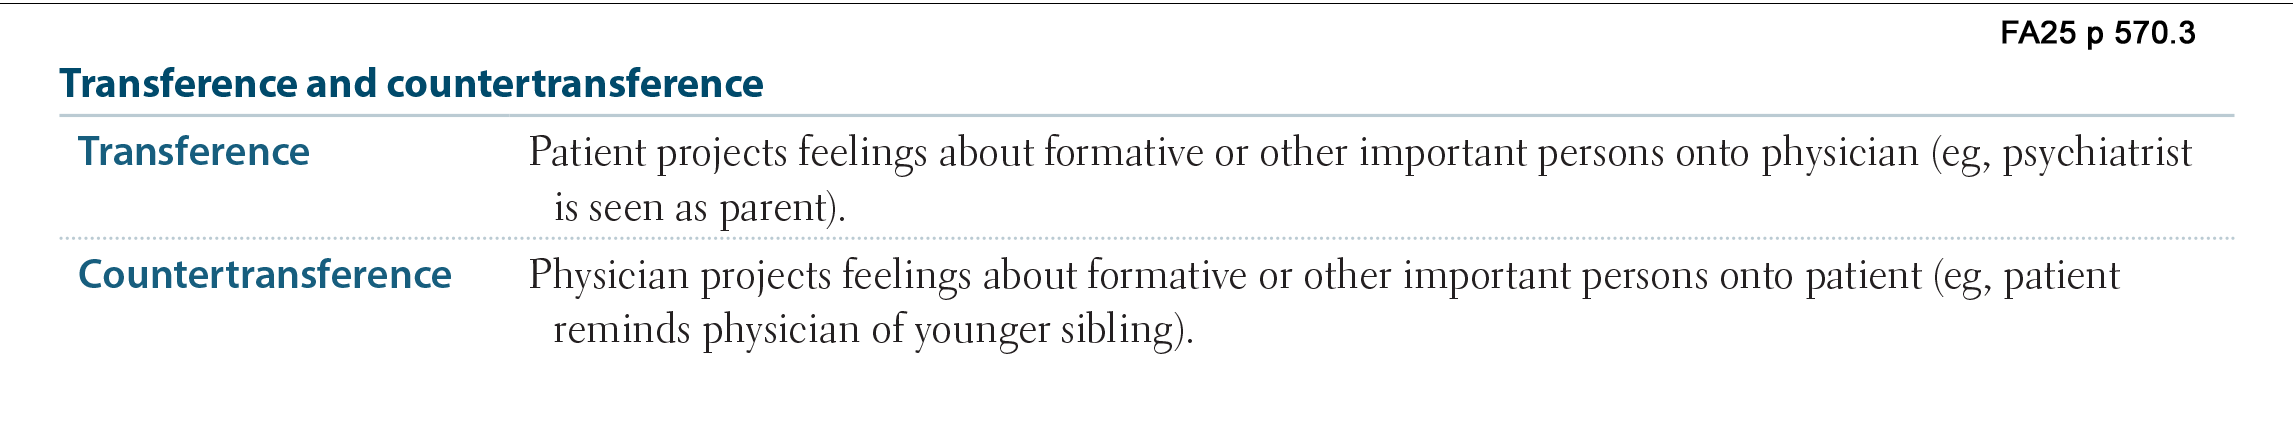 FA25 p 570.3
Transference and countertransference
Transference Patient projects feelings about formative or other important persons onto physician (eg, psychiatrist
is seen as parent).
Countertransference Physician projects feelings about formative or other important persons onto patient (eg, patient
reminds physician of younger sibling).